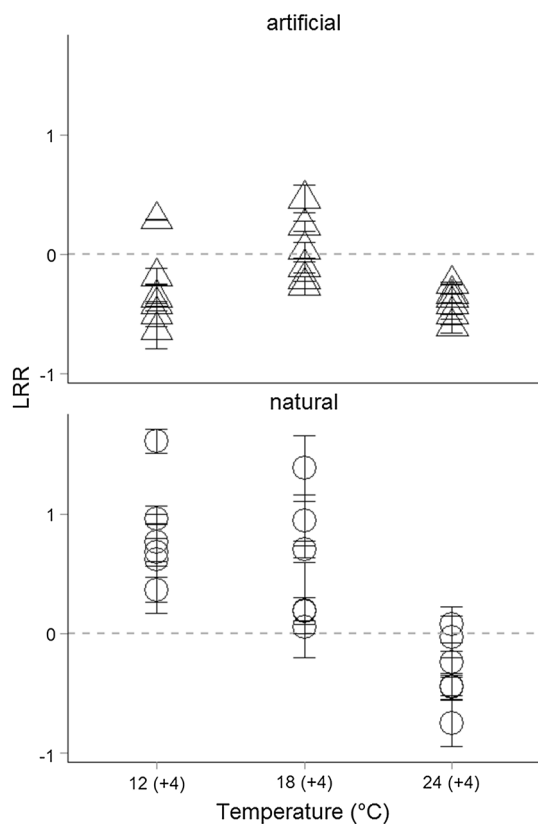 artificial
1
0
-1
LRR
natural
1
0
-1
12 (+4) 18 (+4) 24 (+4)
Temperature (°C)